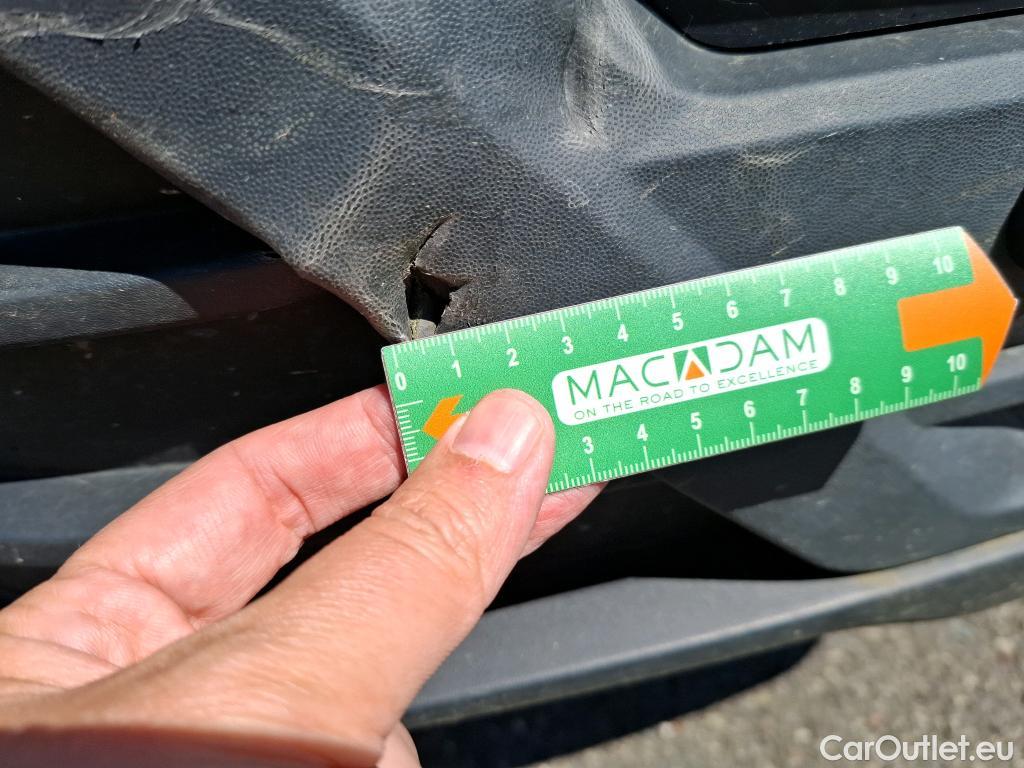 0 1 2 3 4 5 6 7 8 9 10
MACADAM
ON THE ROAD TO EXCELLENCE
3 4 5 6 7 8 9 10
CarOutlet.eu